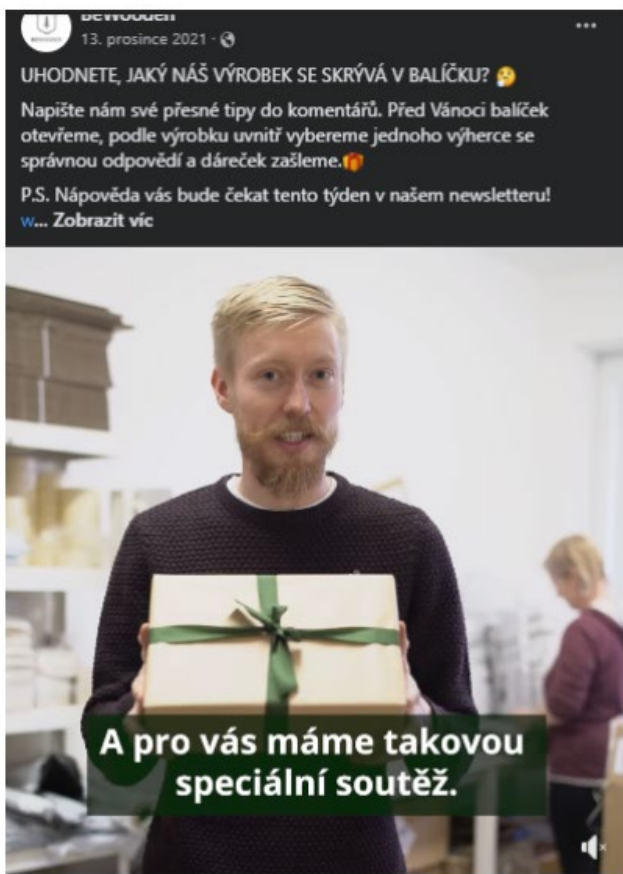 BeWooden
13. prosince 2021 ·
UHODNETE, JAKÝ NÁŠ VÝROBEK SE SKRÝVÁ V BALÍČKU? 🤔
Napište nám své přesné tipy do komentářů. Před Vánoci balíček
otevřeme, podle výrobku uvnitř vybereme jednoho výherce se
správnou odpovědí a dáreček zašleme.🎁
P.S. Nápověda vás bude čekat tento týden v našem newsletteru!
w... Zobrazit víc
A pro vás máme takovou
speciální soutěž.